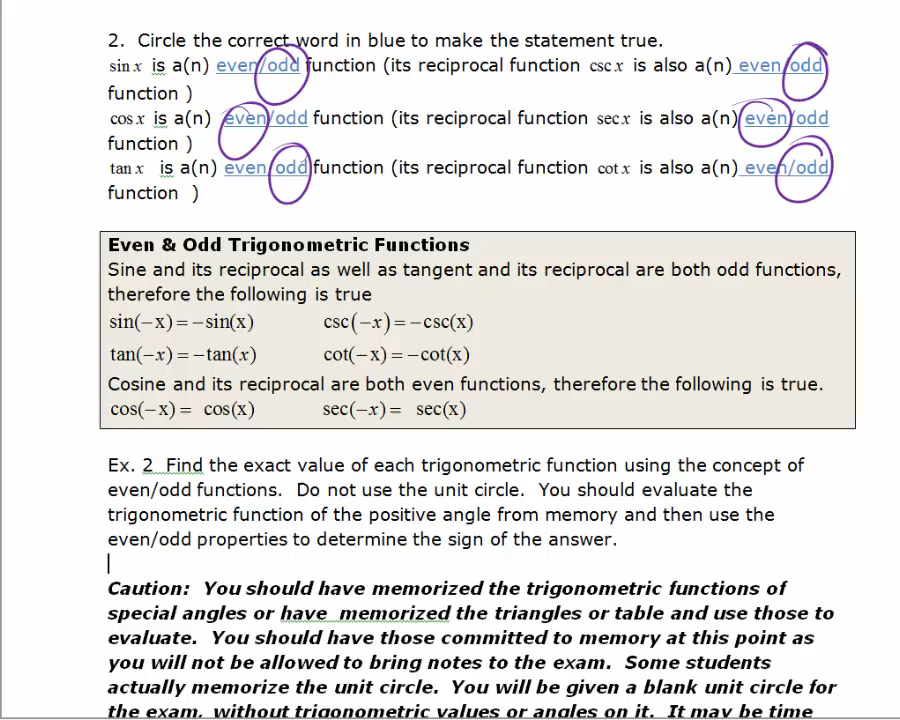 2.  Circle the correct word in blue to make the statement true.
sin x is a(n) even/odd function (its reciprocal function csc x is also a(n) even/odd
function )
cos x is a(n) even/odd function (its reciprocal function sec x is also a(n) even/odd
function )
tan x is a(n) even/odd function (its reciprocal function cot x is also a(n) even/odd
function )
Even & Odd Trigonometric Functions
Sine and its reciprocal as well as tangent and its reciprocal are both odd functions,
therefore the following is true
sin(−x)=−sin(x) csc(−x)=−csc(x)
tan(−x)=−tan(x) cot(−x)=−cot(x)
Cosine and its reciprocal are both even functions, therefore the following is true.
cos(−x)= cos(x) sec(−x)= sec(x)
Ex. 2 Find the exact value of each trigonometric function using the concept of
even/odd functions.  Do not use the unit circle.  You should evaluate the
trigonometric function of the positive angle from memory and then use the
even/odd properties to determine the sign of the answer.
Caution:  You should have memorized the trigonometric functions of
special angles or have memorized the triangles or table and use those to
evaluate.  You should have those committed to memory at this point as
you will not be allowed to bring notes to the exam.  Some students
actually memorize the unit circle.  You will be given a blank unit circle for
the exam, without trigonometric values or angles on it.  It may be time